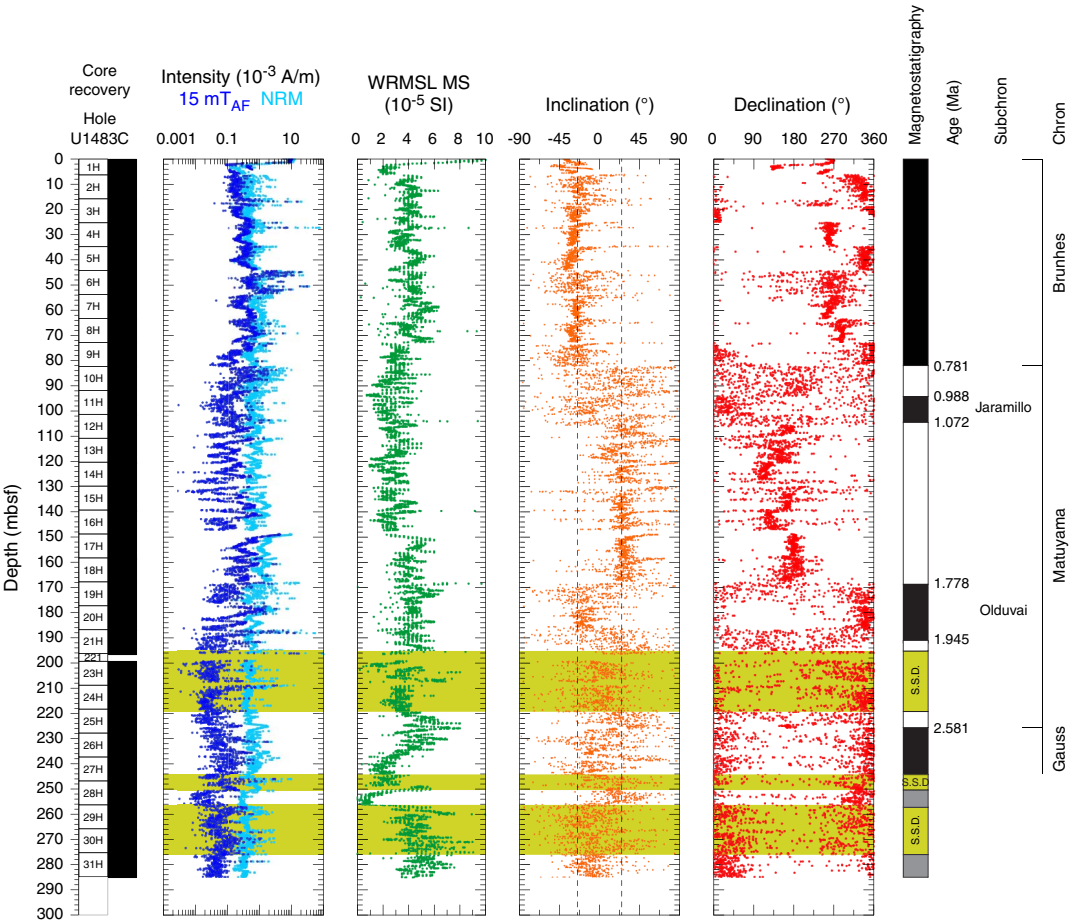 Core
recovery
Hole
U1483C
Intensity (10-3 A/m)
15 mTAF NRM
0.001 0.1 10
WRMSL MS
(10-5 SI)
0 2 4 6 8 10
Inclination (°)
-90 -45 0 45 90
Declination (°)
0 90 180 270 360
Magnetostatigraphy
Age (Ma)
Subchron
Chron
Depth (mbsf)
0
10
20
30
40
50
60
70
80
90
100
110
120
130
140
150
160
170
180
190
200
210
220
230
240
250
260
270
280
290
300
1H
2H
3H
4H
5H
6H
7H
8H
9H
10H
11H
12H
13H
14H
15H
16H
17H
18H
19H
20H
21H
221
23H
24H
25H
26H
27H
28H
29H
30H
31H
0.781
0.988
1.072
1.778
1.945
2.581
Jaramillo
Olduvai
Brunhes
Matuyama
Gauss
S.S.D.
S.S.D
S.S.D.